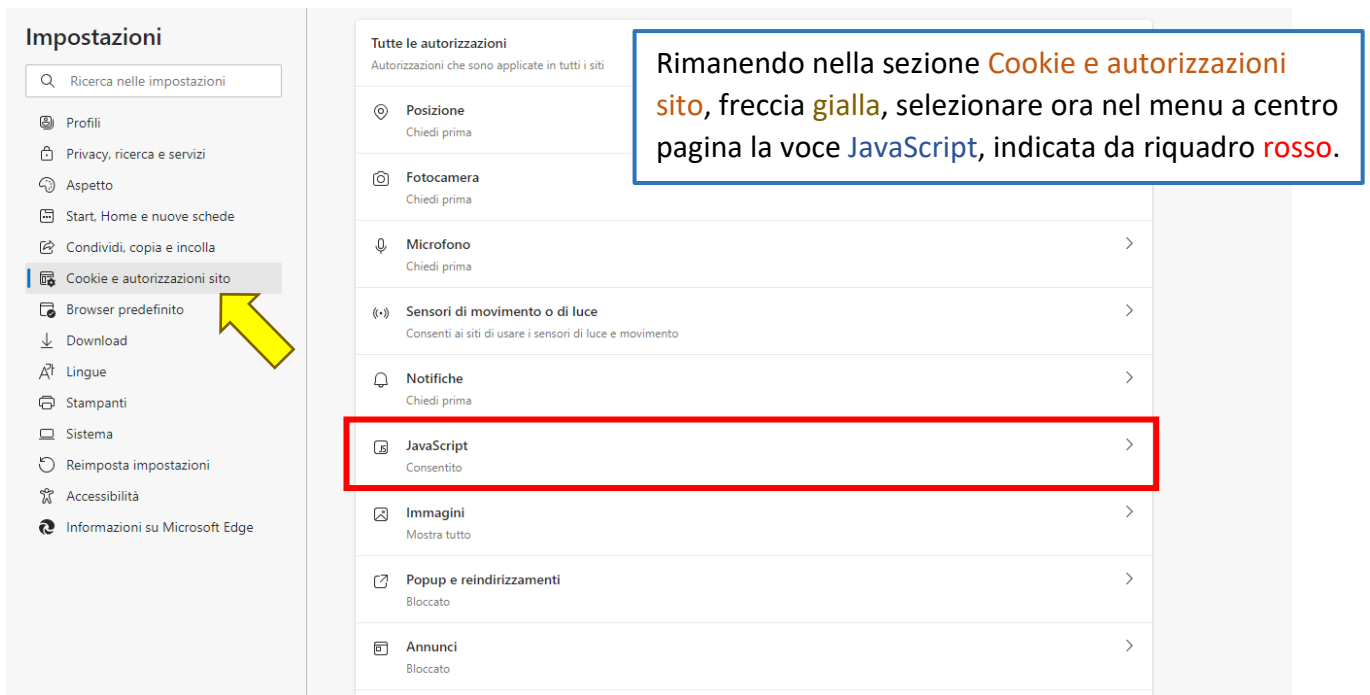 Impostazioni
Ricerca nelle impostazioni
Profili
Privacy, ricerca e servizi
Aspetto
Start, Home e nuove schede
Condividi, copia e incolla
Cookie e autorizzazioni sito
Browser predefinito
Download
Lingue
Stampanti
Sistema
Reimposta impostazioni
Accessibilità
Informazioni su Microsoft Edge
Tutte le autorizzazioni
Autorizzazioni che sono applicate in tutti i siti
Rimanendo nella sezione Cookie e autorizzazioni
sito, freccia gialla, selezionare ora nel menu a centro
pagina la voce JavaScript, indicata da riquadro rosso.
Posizione
Chiedi prima
Fotocamera
Chiedi prima
Microfono
Chiedi prima
Sensori di movimento o di luce
Consenti ai siti di usare i sensori di luce e movimento
Notifiche
Chiedi prima
JS
JavaScript
Consentito
Immagini
Mostra tutto
Popup e reindirizzamenti
Bloccato
Annunci
Bloccato